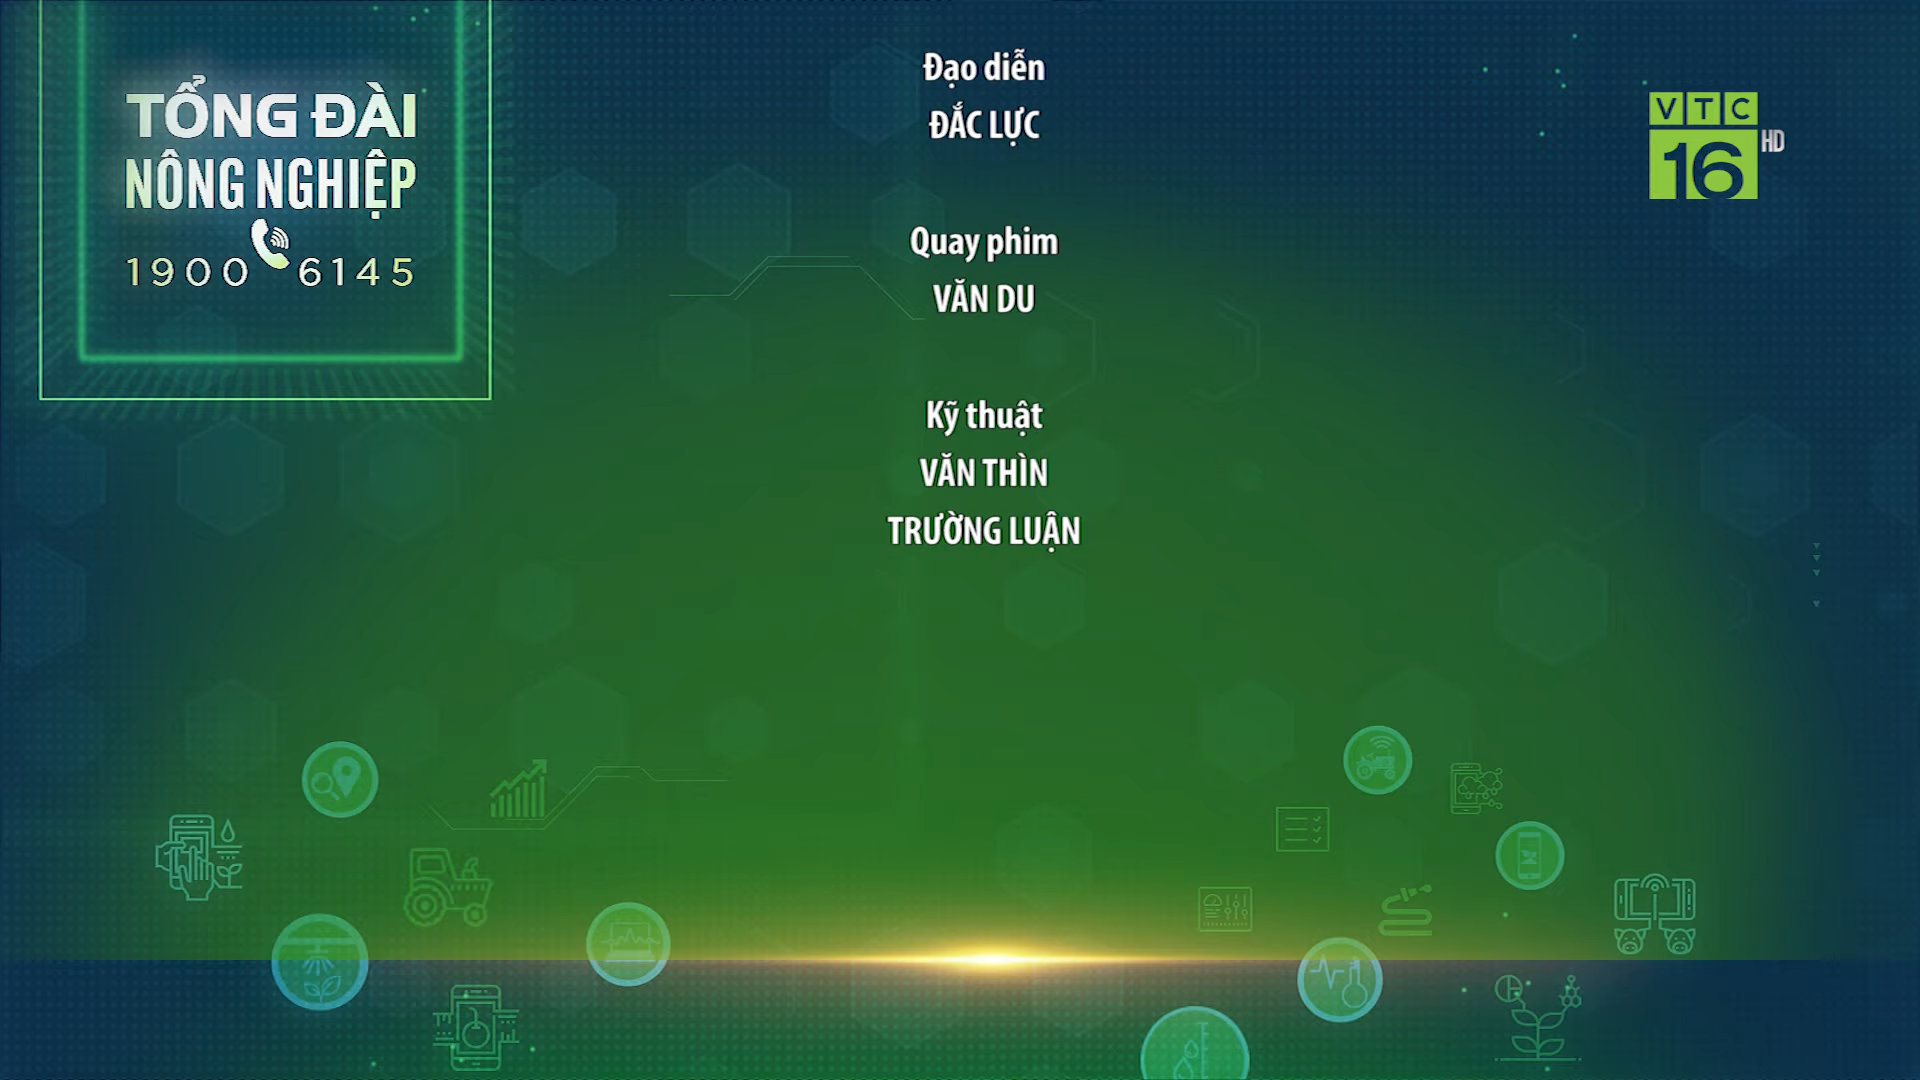 TỔNG ĐÀI
NÔNG NGHIỆP
1900 6145
Đạo diễn
ĐẮC LỰC
Quay phim
VĂN DU
Kỹ thuật
VĂN THÌN
TRƯỜNG LUẬN
VTC
16 HD